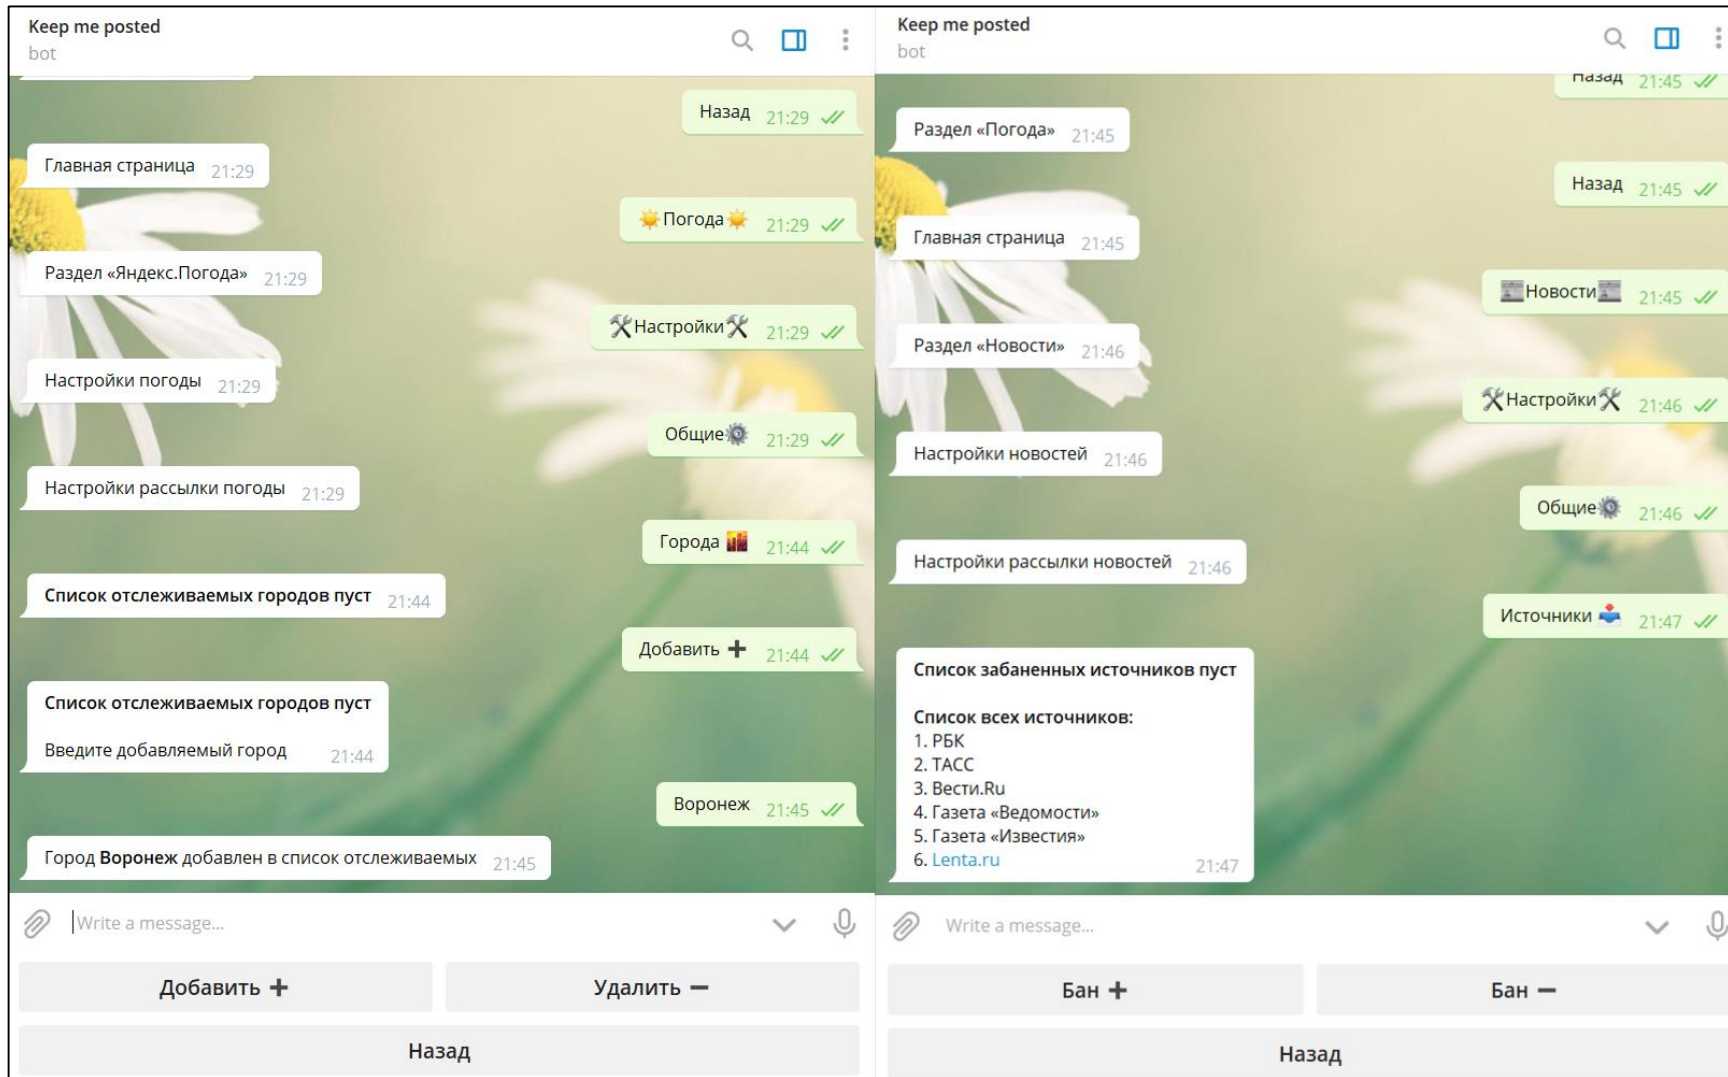 Keep me posted
bot
Назад 21:29
Главная страница 21:29
☀️Погода☀️ 21:29
Раздел «Яндекс.Погода» 21:29
🛠Настройки🛠 21:29
Настройки погоды 21:29
Общие⚙️ 21:29
Настройки рассылки погоды 21:29
Города 🌇 21:44
Список отслеживаемых городов пуст 21:44
Добавить ➕ 21:44
Список отслеживаемых городов пуст
Введите добавляемый город 21:44
Воронеж 21:45
Город Воронеж добавлен в список отслеживаемых 21:45
Write a message...
Добавить ➕
Удалить ➖
Назад
Keep me posted
bot
Назад 21:45
Раздел «Погода» 21:45
Назад 21:45
Главная страница 21:45
📰Новости📰 21:45
Раздел «Новости» 21:46
🛠Настройки🛠 21:46
Настройки новостей 21:46
Общие⚙️ 21:46
Настройки рассылки новостей 21:46
Источники 📥 21:47
Список забаненных источников пуст
Список всех источников:
1. РБК
2. ТАСС
3. Вести.Ru
4. Газета «Ведомости»
5. Газета «Известия»
6. Lenta.ru 21:47
Write a message...
Бан ➕
Бан ➖
Назад